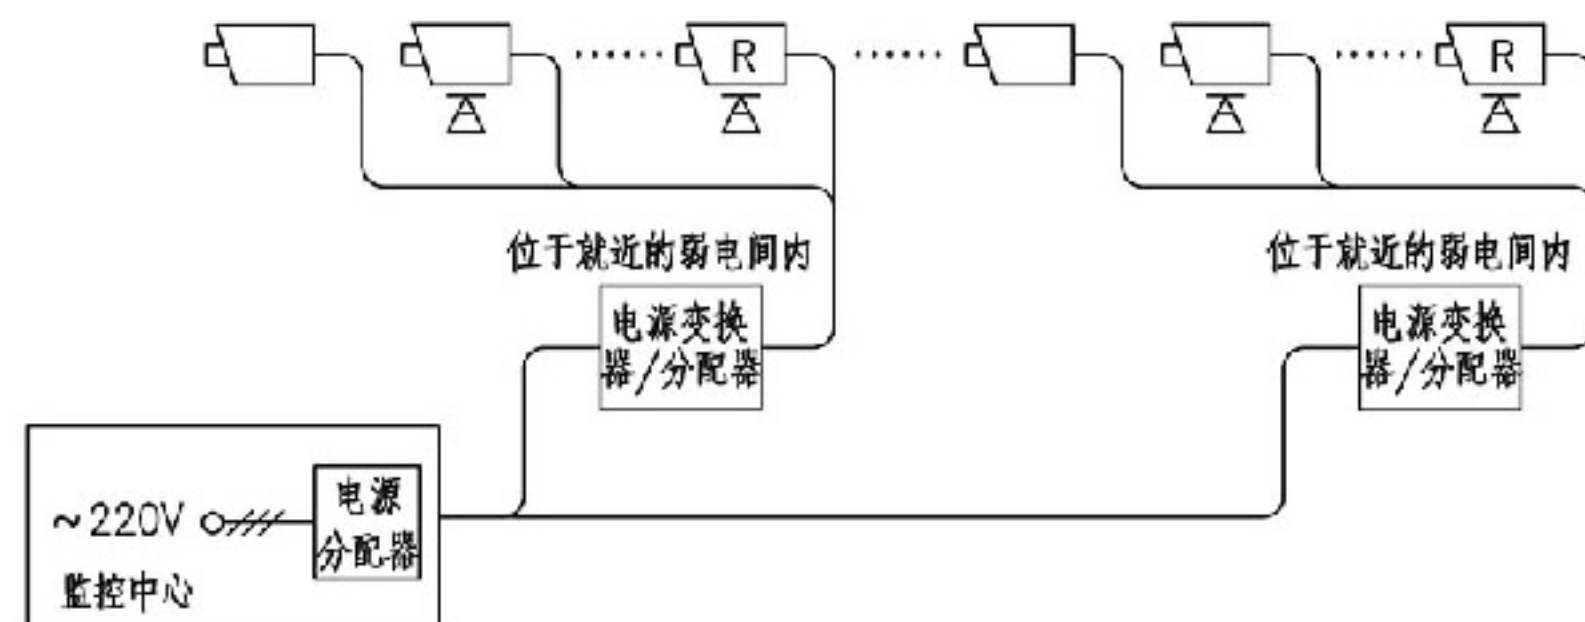 R
R
位于就近的弱电间内
位于就近的弱电间内
电源变换
器/分配器
电源变换
器/分配器
~220V
电源
分配器
监控中心